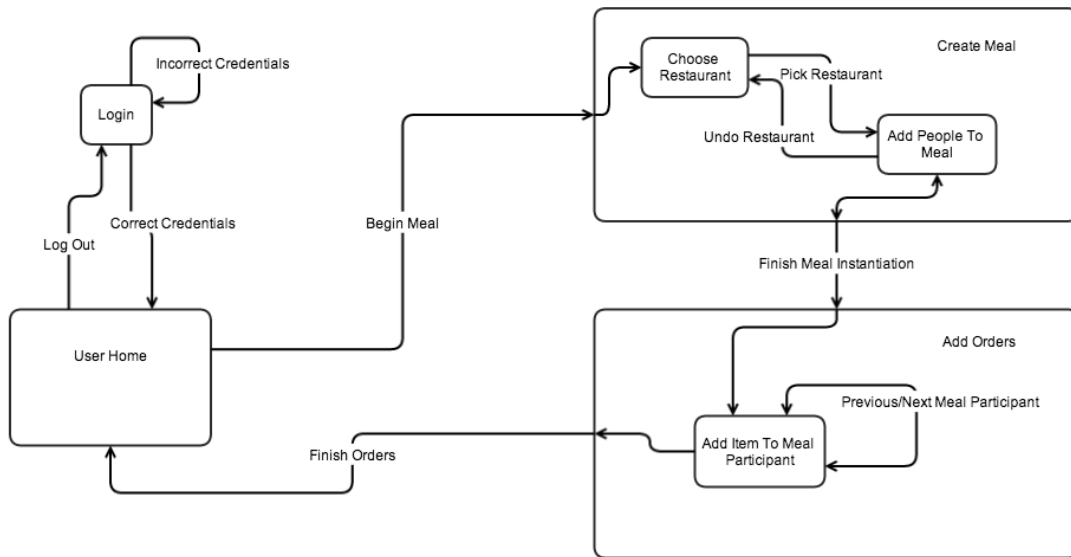 Create Meal
Choose
Restaurant
Incorrect Credentials
Pick Restaurant
Login
Undo Restaurant
Add People To
Meal
Correct Credentials
Begin Meal
Log Out
Finish Meal Instantiation
User Home
Add Orders
Previous/Next Meal Participant
Add Item To Meal
Participant
Finish Orders